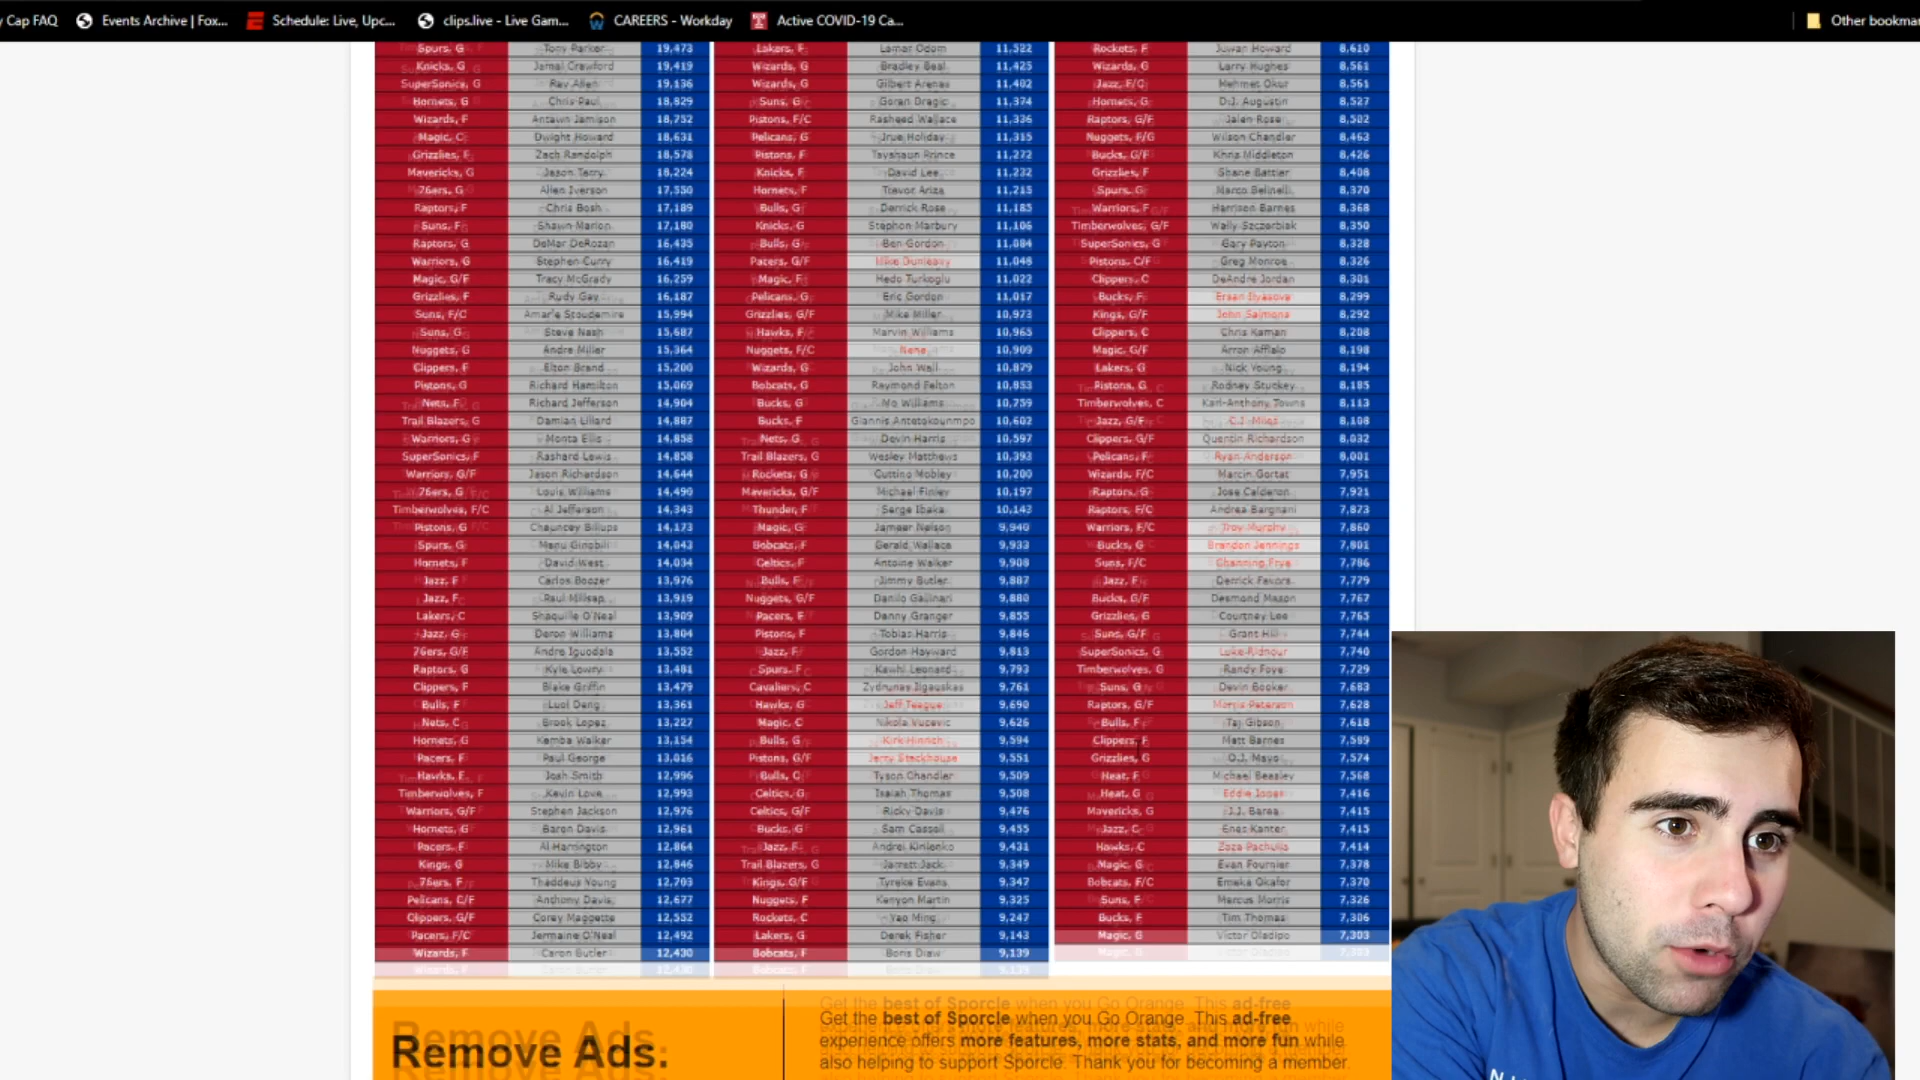 Cap FAQ Events Archive | Fox... Schedule: Live, Upc... clips.live - Live Gam... CAREERS - Workday Active COVID-19 Ca... Other bookmar
Spurs, G Tony Parker 19,473 Lakers, F Lamar Odom 11,522 Rockets, F Juwan Howard 8,610
Knicks, G Jamal Crawford 19,419 Wizards, G Bradley Beal 11,425 Wizards, G Larry Hughes 8,561
SuperSonics, G Ray Allen 19,136 Wizards, G Gilbert Arenas 11,402 Jazz, F/C Mehmet Okur 8,561
Hornets, G Chris Paul 18,829 Suns, G Goran Dragic 11,374 Hornets, G D.J. Augustin 8,527
Wizards, F Antawn Jamison 18,752 Pistons, F/C Rasheed Wallace 11,336 Raptors, G/F Jalen Rose 8,502
Magic, C Dwight Howard 18,631 Pelicans, G Jrue Holiday 11,315 Nuggets, F/G Wilson Chandler 8,463
Grizzlies, F Zach Randolph 18,578 Pistons, F Tayshaun Prince 11,272 Bucks, G/F Khris Middleton 8,426
Mavericks, G Jason Terry 18,224 Knicks, F David Lee 11,232 Grizzlies, F Shane Battier 8,408
76ers, G Allen Iverson 17,550 Hornets, F Trevor Ariza 11,215 Spurs, G Marco Belinelli 8,370
Raptors, F Chris Bosh 17,189 Bulls, G Derrick Rose 11,185 Warriors, F Harrison Barnes 8,368
Suns, F Shawn Marion 17,180 Knicks, G Stephon Marbury 11,106 Timberwolves, G/F Wally Szczerbiak 8,350
Raptors, G DeMar DeRozan 16,435 Bulls, G Ben Gordon 11,084 SuperSonics, G Gary Payton 8,328
Warriors, G Stephen Curry 16,419 Pacers, G/F Mike Dunleavy 11,048 Pistons, C/F Greg Monroe 8,326
Magic, G/F Tracy McGrady 16,259 Magic, F Hedo Turkoglu 11,022 Clippers, C DeAndre Jordan 8,301
Grizzlies, F Rudy Gay 16,187 Pelicans, G Eric Gordon 11,017 Bucks, F Ersan Ilyasova 8,299
Suns, F/C Amar'e Stoudemire 15,994 Grizzlies, G/F Mike Miller 10,973 Kings, G/F John Salmons 8,292
Suns, G Steve Nash 15,687 Hawks, F Marvin Williams 10,965 Clippers, C Chris Kaman 8,208
Nuggets, G Andre Miller 15,364 Nuggets, F/C Nene 10,909 Magic, G/F Arron Afflalo 8,198
Clippers, F Elton Brand 15,200 Wizards, G John Wall 10,879 Lakers, G Nick Young 8,194
Pistons, G Richard Hamilton 15,069 Bobcats, G Raymond Felton 10,853 Pistons, G Rodney Stuckey 8,185
Nets, F Richard Jefferson 14,904 Bucks, G Mo Williams 10,759 Timberwolves, C Karl-Anthony Towns 8,113
Trail Blazers, G Damian Lillard 14,887 Bucks, F Giannis Antetokounmpo 10,602 Jazz, G/F C.J. Miles 8,108
Warriors, G Monta Ellis 14,858 Nets, G Devin Harris 10,597 Clippers, G/F Quentin Richardson 8,032
SuperSonics, F Rashard Lewis 14,858 Trail Blazers, G Wesley Matthews 10,393 Pelicans, F Ryan Anderson 8,001
Warriors, G/F Jason Richardson 14,644 Rockets, G Cuttino Mobley 10,200 Wizards, F/C Marcin Gortat 7,951
76ers, G Louis Williams 14,490 Mavericks, G/F Michael Finley 10,197 Raptors, G Jose Calderon 7,921
Timberwolves, F/C Al Jefferson 14,343 Thunder, F Serge Ibaka 10,143 Raptors, F/C Andrea Bargnani 7,873
Pistons, G Chauncey Billups 14,173 Magic, G Jameer Nelson 9,940 Warriors, F/C Troy Murphy 7,860
Spurs, G Manu Ginobili 14,043 Bobcats, F Gerald Wallace 9,933 Bucks, G Brandon Jennings 7,801
Hornets, F David West 14,034 Celtics, F Antoine Walker 9,908 Suns, F/C Channing Frye 7,786
Jazz, F Carlos Boozer 13,976 Bulls, F Jimmy Butler 9,887 Jazz, F Derrick Favors 7,779
Jazz, F Paul Millsap 13,919 Nuggets, G/F Danilo Gallinari 9,880 Bucks, G/F Desmond Mason 7,767
Lakers, C Shaquille O'Neal 13,909 Pacers, F Danny Granger 9,855 Grizzlies, G Courtney Lee 7,765
Jazz, G Deron Williams 13,804 Pistons, F Tobias Harris 9,846 Suns, G/F Grant Hill 7,744
76ers, G/F Andre Iguodala 13,552 Jazz, F Gordon Hayward 9,813 SuperSonics, G Luke Ridnour 7,740
Raptors, G Kyle Lowry 13,481 Spurs, F Kawhi Leonard 9,793 Timberwolves, G Randy Foye 7,729
Clippers, F Blake Griffin 13,479 Cavaliers, C Zydrunas Ilgauskas 9,761 Suns, G Devin Booker 7,683
Bulls, F Luol Deng 13,361 Hawks, G Jeff Teague 9,690 Raptors, G/F Morris Peterson 7,628
Nets, C Brook Lopez 13,227 Magic, C Nikola Vucevic 9,626 Bulls, F Taj Gibson 7,618
Hornets, G Kemba Walker 13,154 Bulls, G Kirk Hinrich 9,594 Clippers, F Matt Barnes 7,589
Pacers, F Paul George 13,016 Pistons, G/F Jerry Stackhouse 9,551 Grizzlies, G O.J. Mayo 7,574
Hawks, F Josh Smith 12,996 Bulls, C Tyson Chandler 9,509 Heat, F Michael Beasley 7,568
Timberwolves, F Kevin Love 12,993 Celtics, G Isaiah Thomas 9,508 Heat, G Eddie Jones 7,416
Warriors, G/F Stephen Jackson 12,976 Celtics, G/F Ricky Davis 9,476 Mavericks, G J.J. Barea 7,415
Hornets, G Baron Davis 12,961 Bucks, G Sam Cassell 9,455 Jazz, C Enes Kanter 7,415
Pacers, F Al Harrington 12,864 Jazz, F Andrei Kirilenko 9,431 Hawks, C Zaza Pachulia 7,414
Kings, G Mike Bibby 12,846 Trail Blazers, G Jarrett Jack 9,349 Magic, G Evan Fournier 7,378
76ers, F Thaddeus Young 12,703 Kings, G/F Tyreke Evans 9,347 Bobcats, F/C Emeka Okafor 7,370
Pelicans, C/F Anthony Davis 12,677 Nuggets, F Kenyon Martin 9,325 Suns, F Marcus Morris 7,326
Clippers, G/F Corey Maggette 12,552 Rockets, C Yao Ming 9,247 Bucks, F Tim Thomas 7,306
Pacers, F/C Jermaine O'Neal 12,492 Lakers, G Derek Fisher 9,143 Magic, G Victor Oladipo 7,303
Wizards, F Caron Butler 12,430 Bobcats, F Boris Diaw 9,139
Remove Ads.
Get the best of Sporcle when you Go Orange. This ad-free
experience offers more features, more stats, and more fun while
also helping to support Sporcle. Thank you for becoming a member.